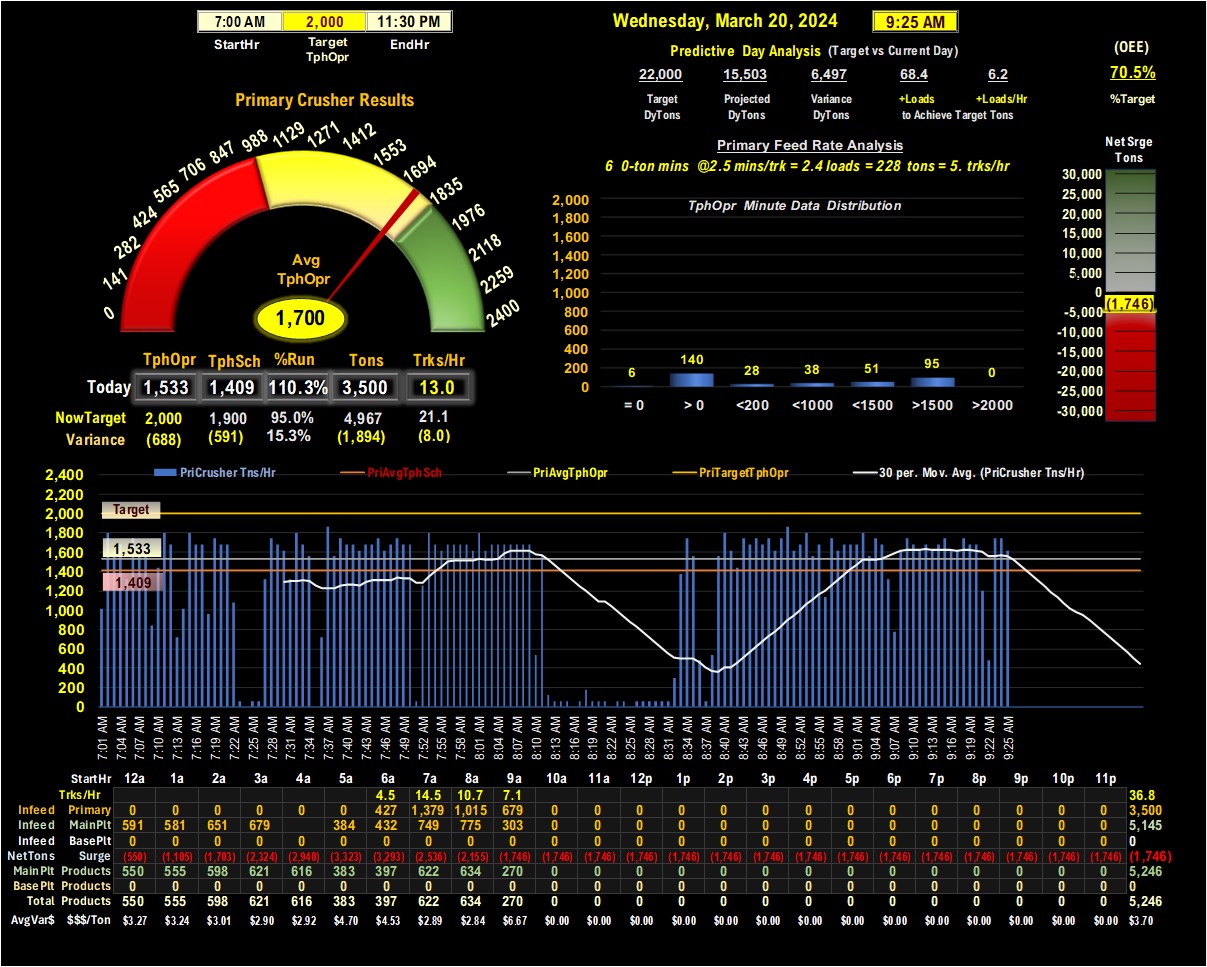 7:00 AM 2,000 11:30 PM
StartHr Target TphOpr EndHr
Wednesday, March 20, 2024 9:25 AM
Predictive Day Analysis (Target vs Current Day)
22,000 15,503 6,497 68.4 6.2
Target DyTons Projected DyTons Variance DyTons +Loads +Loads/Hr to Achieve Target Tons
(OEE)
70.5%
%Target
Primary Crusher Results
0 141 282 424 565 706 847 988 1129 1271 1412 1553 1694 1835 1976 2118 2259 2400
Avg
TphOpr
1,700
TphOpr TphSch %Run Tons Trks/Hr
Today 1,533 1,409 110.3% 3,500 13.0
NowTarget 2,000 1,900 95.0% 4,967 21.1
Variance (688) (591) 15.3% (1,894) (8.0)
Primary Feed Rate Analysis
6 0-ton mins @2.5 mins/trk = 2.4 loads = 228 tons = 5. trks/hr
TphOpr Minute Data Distribution
2,000
1,800
1,600
1,400
1,200
1,000
800
600
400
200
0
6 140 28 38 51 95 0
= 0 > 0 <200 <1000 <1500 >1500 >2000
Net Srge
Tons
30,000
25,000
20,000
15,000
10,000
5,000
0
(1,746)
-5,000
-10,000
-15,000
-20,000
-25,000
-30,000
PriCrusher Tns/Hr PriAvgTphSch PriAvgTphOpr PriTargetTphOpr 30 per. Mov. Avg. (PriCrusher Tns/Hr)
2,400
2,200
2,000
1,800
1,600
1,400
1,200
1,000
800
600
400
200
0
Target
1,533
1,409
7:01 AM 7:04 AM 7:07 AM 7:10 AM 7:13 AM 7:16 AM 7:19 AM 7:22 AM 7:25 AM 7:28 AM 7:31 AM 7:34 AM 7:37 AM 7:40 AM 7:43 AM 7:46 AM 7:49 AM 7:52 AM 7:55 AM 7:58 AM 8:01 AM 8:04 AM 8:07 AM 8:10 AM 8:13 AM 8:16 AM 8:19 AM 8:22 AM 8:25 AM 8:28 AM 8:31 AM 8:34 AM 8:37 AM 8:40 AM 8:43 AM 8:46 AM 8:49 AM 8:52 AM 8:55 AM 8:58 AM 9:01 AM 9:04 AM 9:07 AM 9:10 AM 9:13 AM 9:16 AM 9:19 AM 9:22 AM 9:25 AM
StartHr 12a 1a 2a 3a 4a 5a 6a 7a 8a 9a 10a 11a 12p 1p 2p 3p 4p 5p 6p 7p 8p 9p 10p 11p
Trks/Hr 4.5 14.5 10.7 7.1 36.8
Infeed Primary 0 0 0 0 0 0 427 1,379 1,015 679 0 0 0 0 0 0 0 0 0 0 0 0 0 0 3,500
Infeed MainPlt 591 581 651 679 384 432 749 775 303 0 0 0 0 0 0 0 0 0 0 0 0 0 0 5,145
Infeed BasePlt 0 0 0 0 0 0 0 0 0 0 0 0 0 0 0 0 0 0 0 0 0 0 0 0 0
NetTons Surge (550) (1,105) (1,703) (2,324) (2,940) (3,323) (3,293) (2,536) (2,155) (1,746) (1,746) (1,746) (1,746) (1,746) (1,746) (1,746) (1,746) (1,746) (1,746) (1,746) (1,746) (1,746) (1,746) (1,746) (1,746)
MainPlt Products 550 555 598 621 616 383 397 622 634 270 0 0 0 0 0 0 0 0 0 0 0 0 0 0 5,246
BasePlt Products 0 0 0 0 0 0 0 0 0 0 0 0 0 0 0 0 0 0 0 0 0 0 0 0 0
Total Products 550 555 598 621 616 383 397 622 634 270 0 0 0 0 0 0 0 0 0 0 0 0 0 0 5,246
AvgVar$ $$$/Ton $3.27 $3.24 $3.01 $2.90 $2.92 $4.70 $4.53 $2.89 $2.84 $6.67 $0.00 $0.00 $0.00 $0.00 $0.00 $0.00 $0.00 $0.00 $0.00 $0.00 $0.00 $0.00 $0.00 $0.00 $3.70